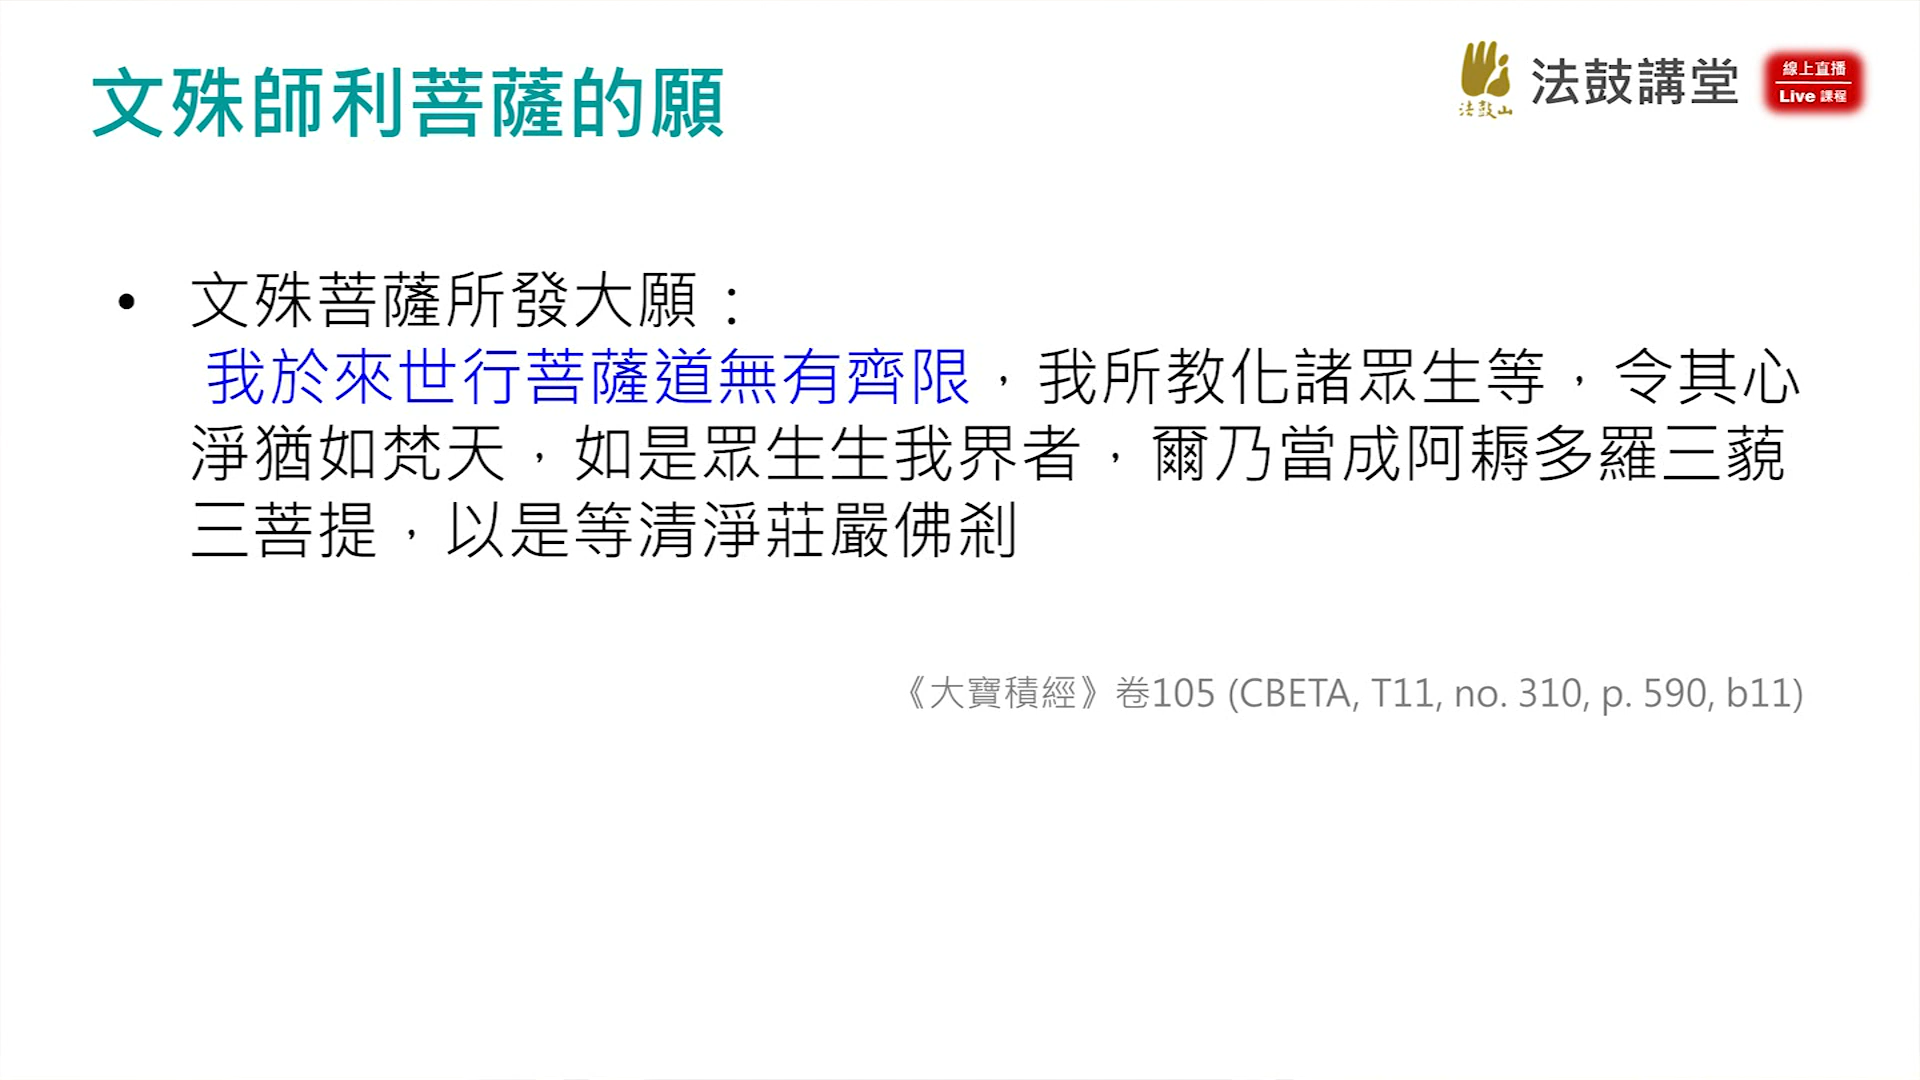 文殊師利菩薩的願
法鼓山
法鼓講堂
線上直播
Live 課程
• 文殊菩薩所發大願：
我於來世行菩薩道無有齊限，我所教化諸眾生等，令其心
淨猶如梵天，如是眾生生我界者，爾乃當成阿耨多羅三藐
三菩提，以是等清淨莊嚴佛剎
《大寶積經》卷105 (CBETA, T11, no. 310, p. 590, b11)